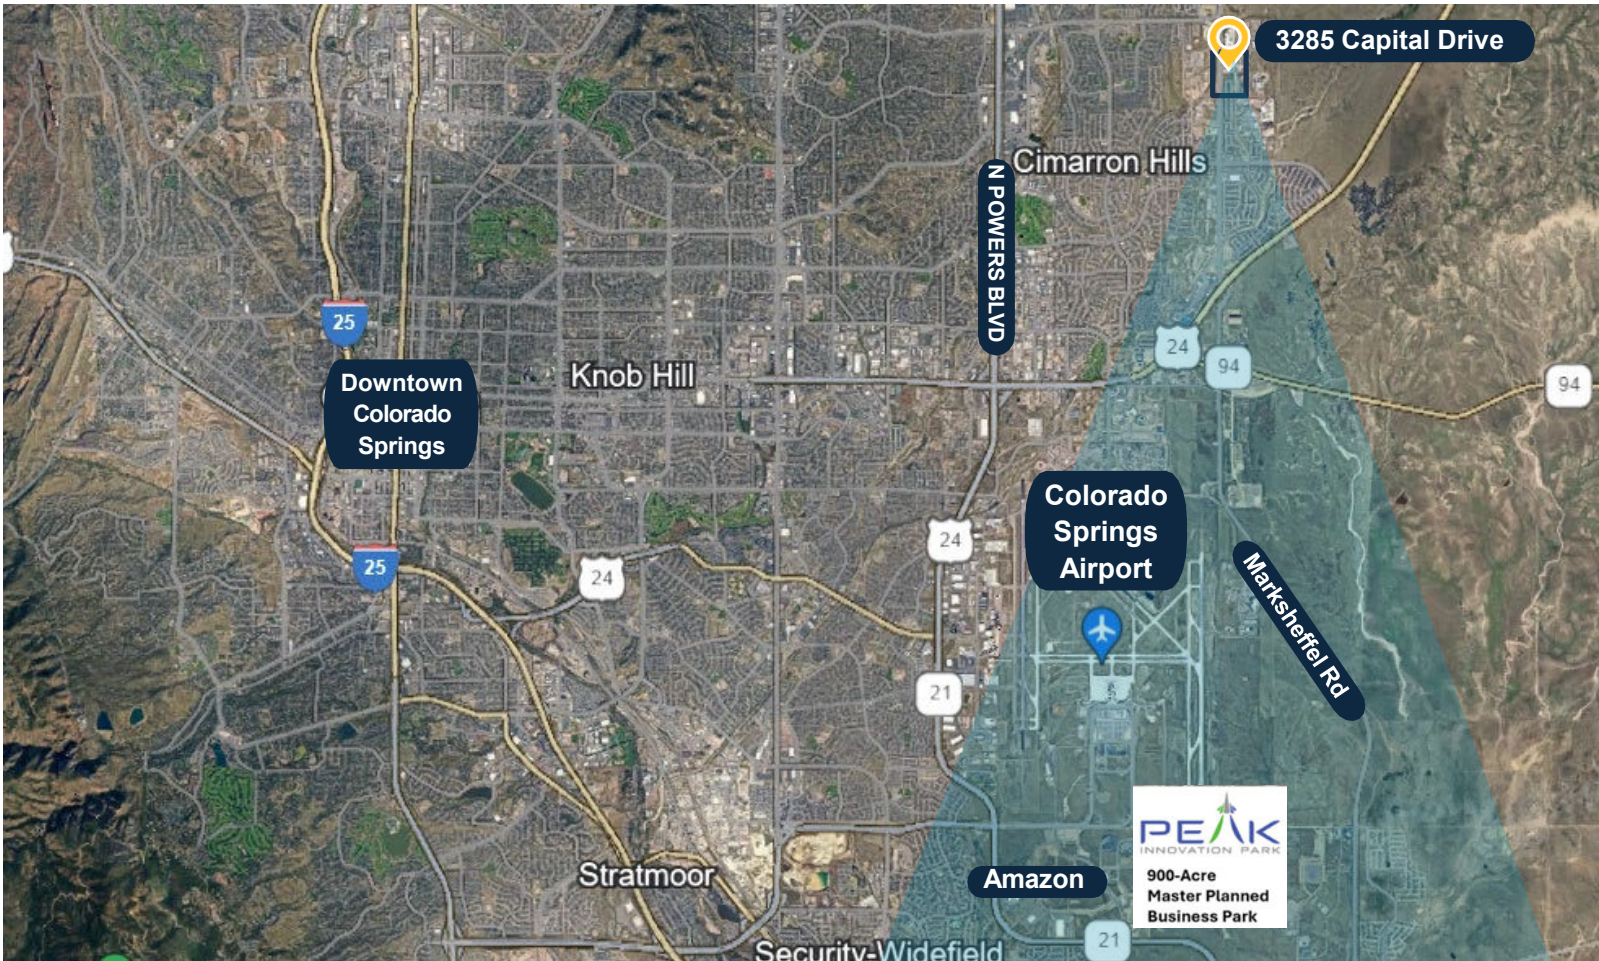 3285 Capital Drive
Cimarron Hills
N POWERS BLVD
25
24
94
94
Knob Hill
Downtown
Colorado
Springs
Colorado
Springs
Airport
24
25
24
Marksheffel Rd
21
PEAK
INNOVATION PARK
900-Acre
Master Planned
Business Park
Stratmoor
Amazon
21
Security-Widefield